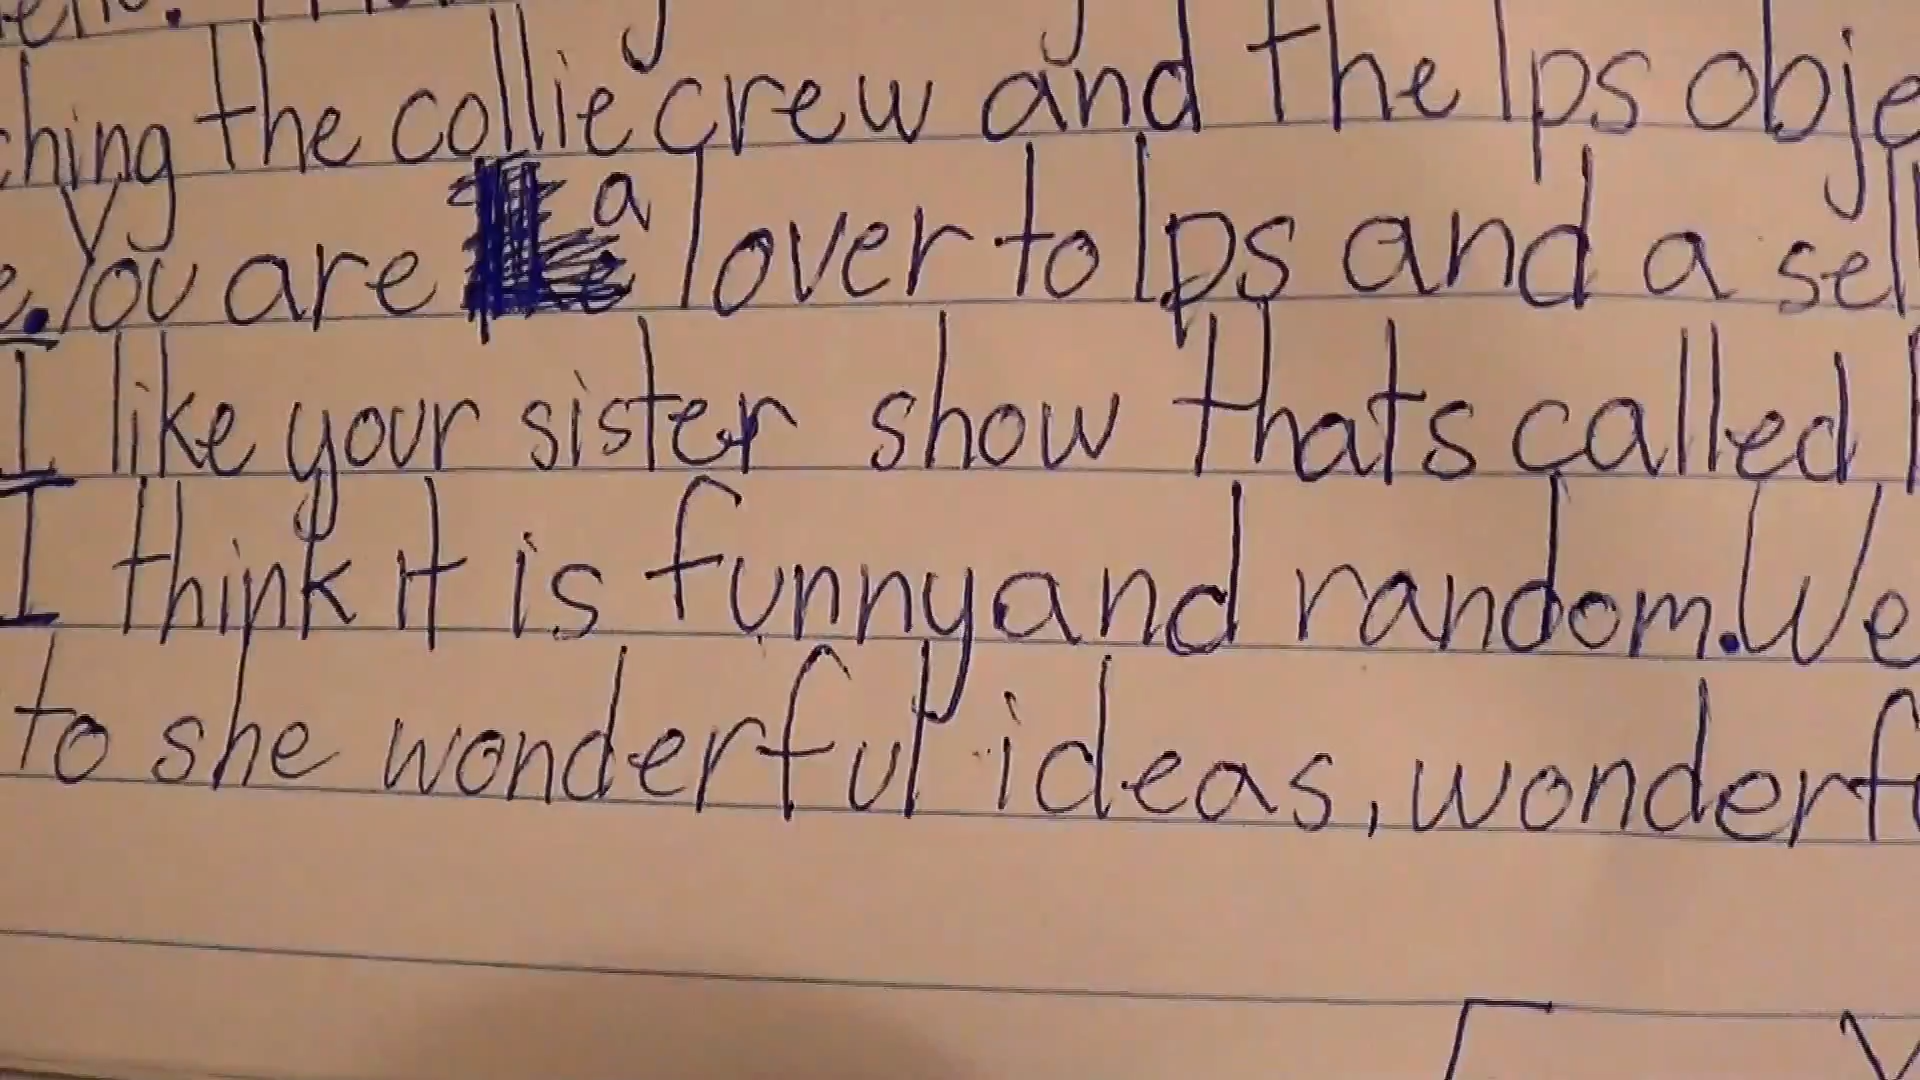 ching the collie crew and the lps obje
e. You are a lover to lps and a sel
I like your sister show thats called
I think it is funny and random. We
to she wonderful ideas, wonderfu